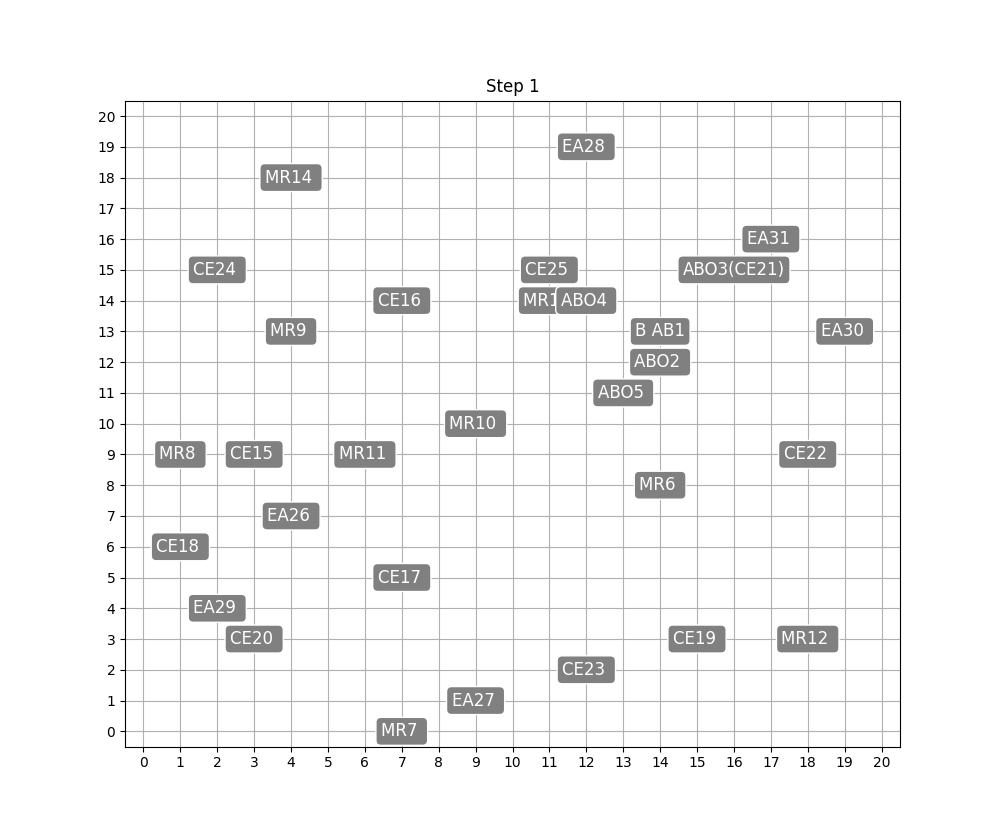 Step 1
20
19
EA28
18
MR14
17
16
EA31
15
CE24
CE25
ABO3(CE21)
14
CE16
MR1
ABO4
13
MR9
B AB1
EA30
12
ABO2
11
ABO5
10
MR10
9
MR8
CE15
MR11
CE22
8
MR6
7
EA26
6
CE18
5
CE17
4
EA29
3
CE20
CE19
MR12
2
CE23
1
EA27
0
MR7
0 1 2 3 4 5 6 7 8 9 10 11 12 13 14 15 16 17 18 19 20